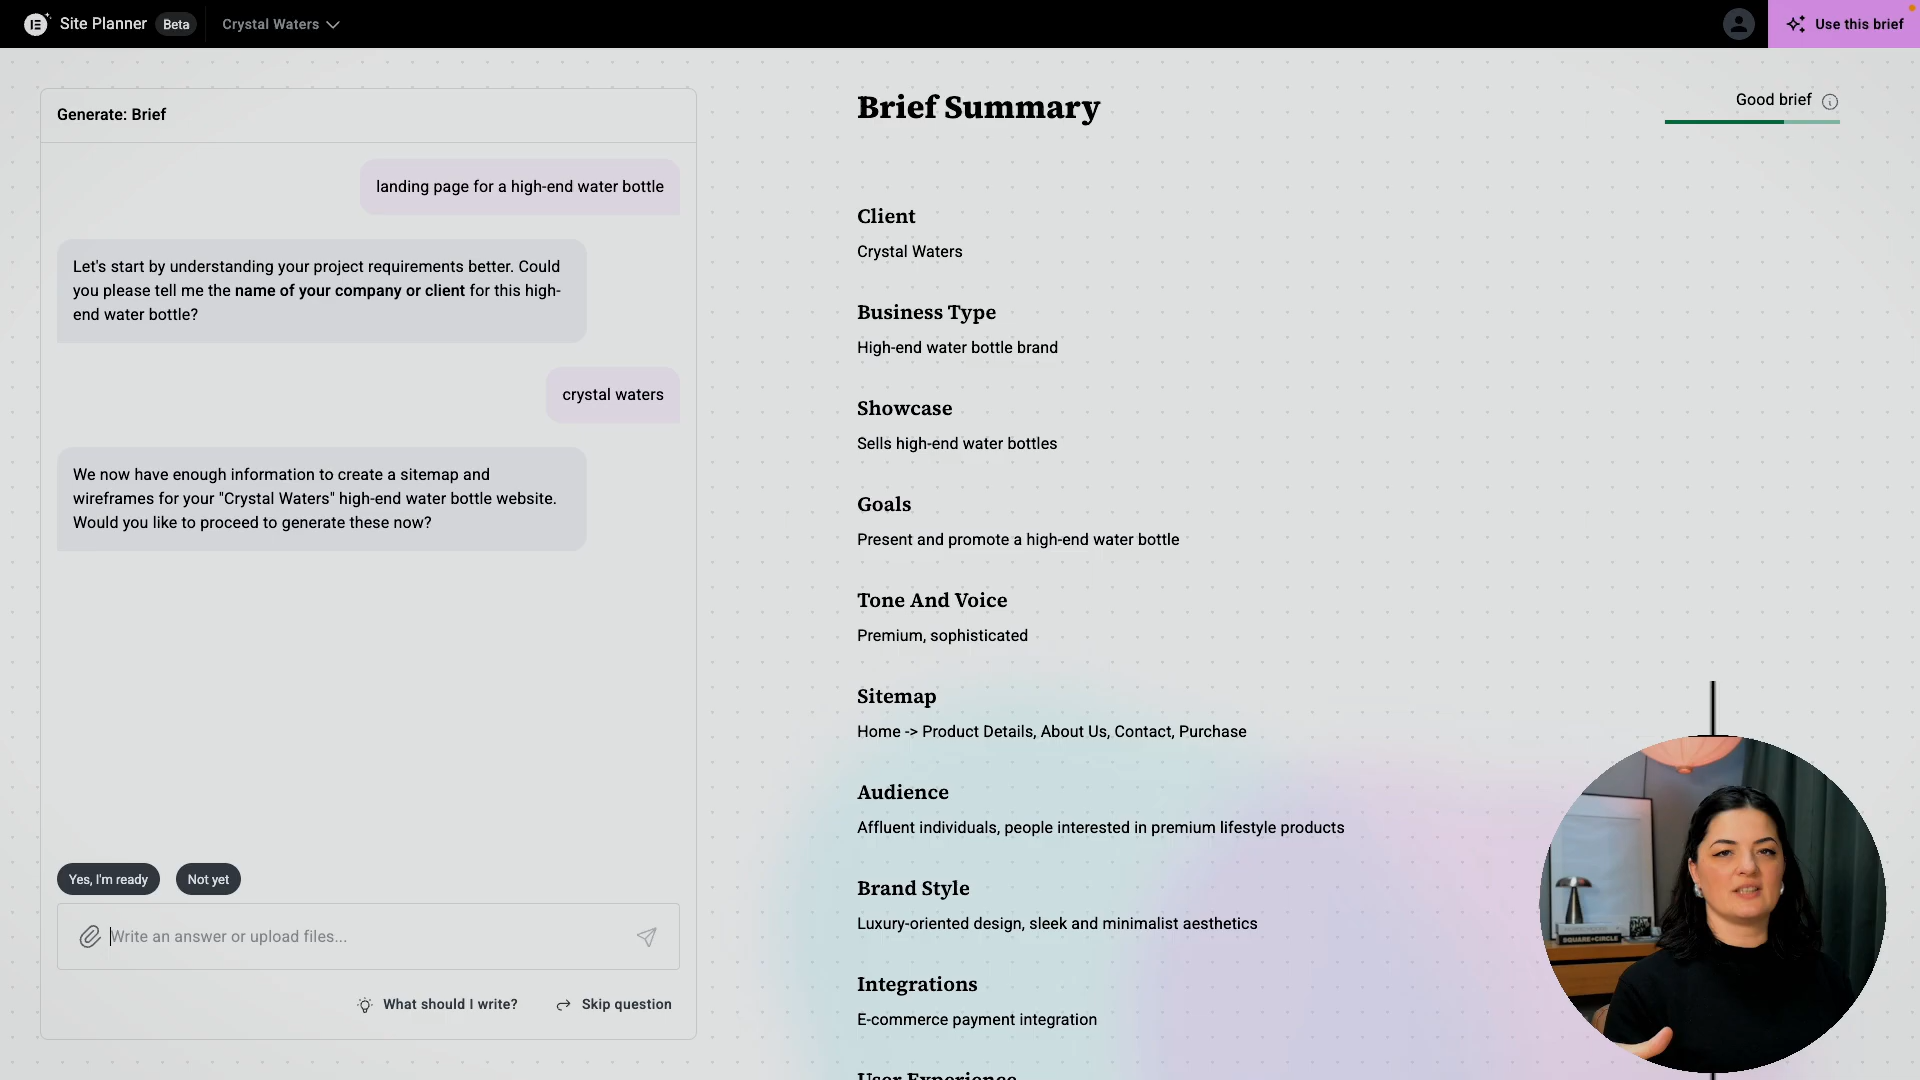 Site Planner Beta Crystal Waters
Use this brief
Generate: Brief
landing page for a high-end water bottle
Let's start by understanding your project requirements better. Could
you please tell me the name of your company or client for this high-
end water bottle?
crystal waters
We now have enough information to create a sitemap and
wireframes for your "Crystal Waters" high-end water bottle website.
Would you like to proceed to generate these now?
Yes, I'm ready
Not yet
Write an answer or upload files...
What should I write?
Skip question
Brief Summary
Good brief
Client
Crystal Waters
Business Type
High-end water bottle brand
Showcase
Sells high-end water bottles
Goals
Present and promote a high-end water bottle
Tone And Voice
Premium, sophisticated
Sitemap
Home -> Product Details, About Us, Contact, Purchase
Audience
Affluent individuals, people interested in premium lifestyle products
Brand Style
Luxury-oriented design, sleek and minimalist aesthetics
Integrations
E-commerce payment integration
User Experience
SQUARE+CIRCLE